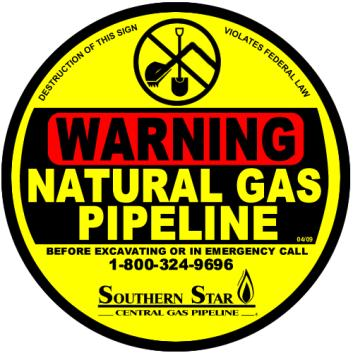 DESTRUCTION OF THIS SIGN
VIOLATES FEDERAL LAW
WARNING
NATURAL GAS
PIPELINE
04/09
BEFORE EXCAVATING OR IN EMERGENCY CALL
1-800-324-9696
SOUTHERN STAR
CENTRAL GAS PIPELINE